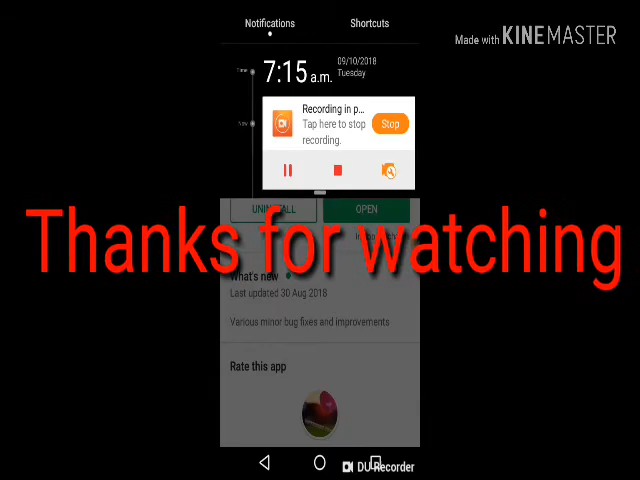 Notifications
Shortcuts
Made with KINEMASTER
Time
7:15 a.m.
09/10/2018
Tuesday
Now
Recording in p...
Tap here to stop
recording.
Stop
UNINSTALL
OPEN
Thanks for watching
What's new
Last updated 30 Aug 2018
Various minor bug fixes and improvements
Rate this app
DU Recorder